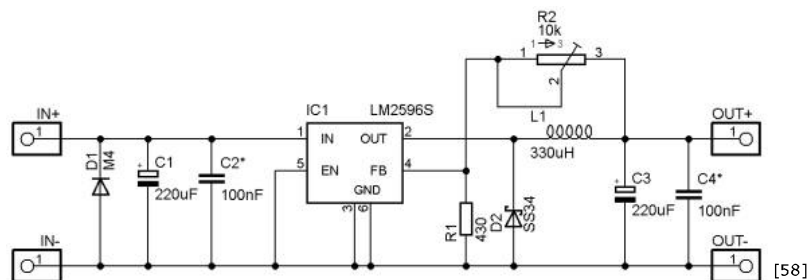 R2
10k
1 3
1 3
2
L1
330uH
IN+
1
IC1 LM2596S
1 IN OUT 2
5 EN FB 4
GND
3 6
D1
M4
C1
+
220uF
C2*
100nF
R1
430
D2
SS34
C3
+
220uF
C4*
100nF
OUT+
1
IN-
1
OUT-
1
[58]